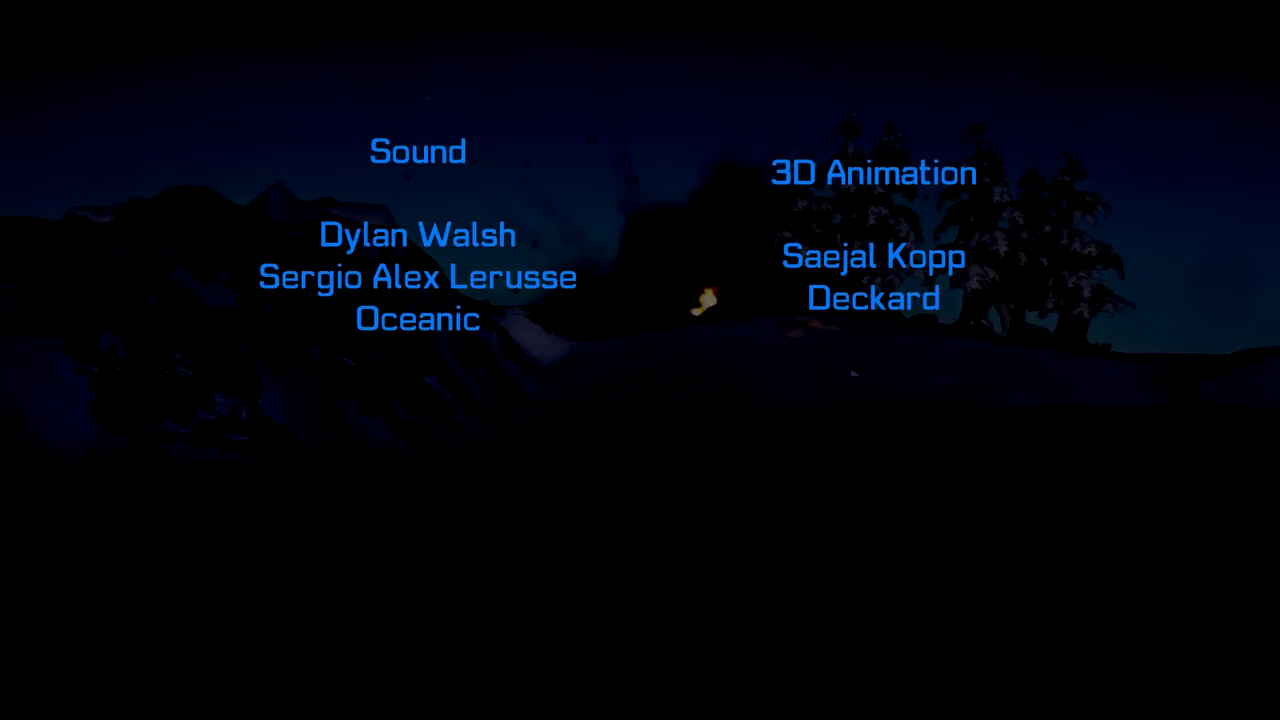 Sound
Dylan Walsh
Sergio Alex Lerusse
Oceanic
3D Animation
Saejal Kopp
Deckard